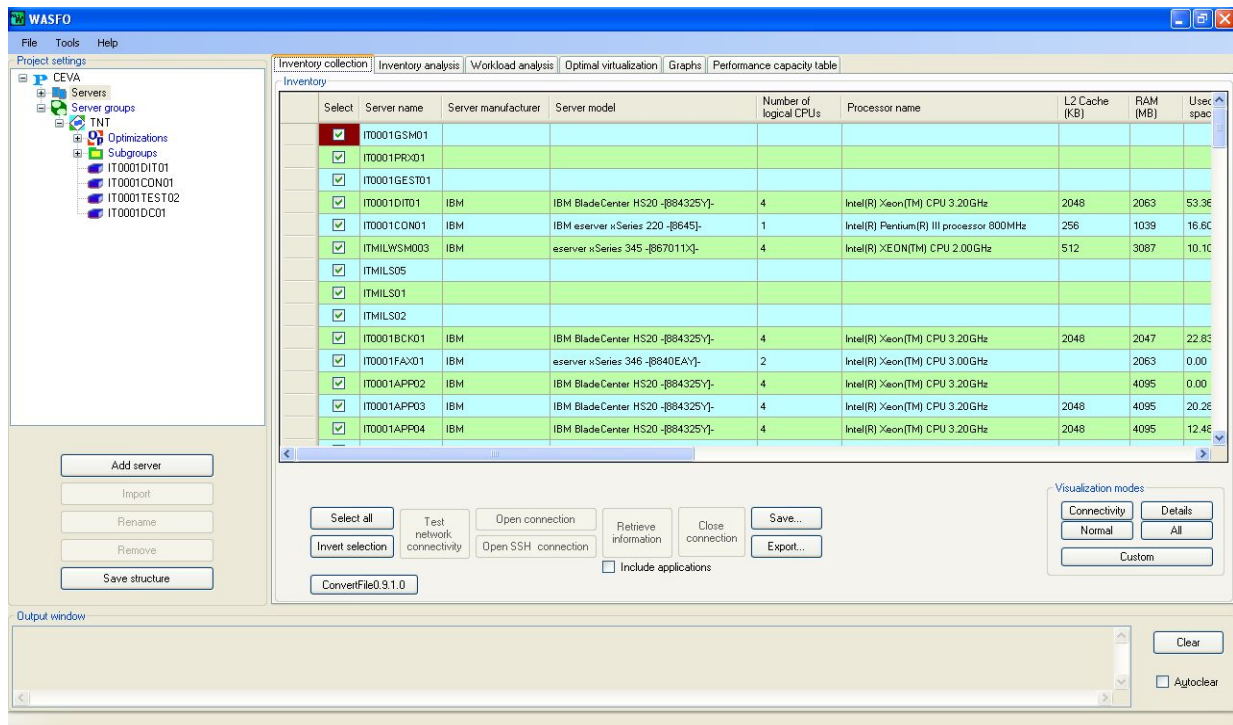 WASFO
File Tools Help
Project settings
CEVA
Servers
Server groups
TNT
Optimizations
Subgroups
IT0001DIT01
IT0001CON01
IT0001TEST02
IT0001DC01
Add server
Import
Rename
Remove
Save structure
Inventory collection Inventory analysis Workload analysis Optimal virtualization Graphs Performance capacity table
Inventory
Select Server name Server manufacturer Server model Number of logical CPUs Processor name L2 Cache (KB) RAM (MB) Used spac
IT0001GSM01
IT0001PRX01
IT0001GEST01
IT0001DIT01 IBM IBM BladeCenter HS20 -[884325Y]- 4 Intel(R) Xeon(TM) CPU 3.20GHz 2048 2063 53.36
IT0001CON01 IBM IBM eserver xSeries 220 -[8645]- 1 Intel(R) Pentium(R) III processor 800MHz 256 1039 16.60
ITMILWSM003 IBM eserver xSeries 345 -[867011X]- 4 Intel(R) XEON(TM) CPU 2.00GHz 512 3087 10.10
ITMILS05
ITMILS01
ITMILS02
IT0001BCK01 IBM IBM BladeCenter HS20 -[884325Y]- 4 Intel(R) Xeon(TM) CPU 3.20GHz 2048 2047 22.83
IT0001FAX01 IBM eserver xSeries 346 -[8840EAY]- 2 Intel(R) Xeon(TM) CPU 3.00GHz 2063 0.00
IT0001APP02 IBM IBM BladeCenter HS20 -[884325Y]- 4 Intel(R) Xeon(TM) CPU 3.20GHz 4095 0.00
IT0001APP03 IBM IBM BladeCenter HS20 -[884325Y]- 4 Intel(R) Xeon(TM) CPU 3.20GHz 2048 4095 20.28
IT0001APP04 IBM IBM BladeCenter HS20 -[884325Y]- 4 Intel(R) Xeon(TM) CPU 3.20GHz 2048 4095 12.48
Select all
Invert selection
Test network connectivity
Open connection
Open SSH connection
Retrieve information
Close connection
Save...
Export...
Include applications
ConvertFile0.9.1.0
Visualization modes
Connectivity Details
Normal All
Custom
Output window
Clear
Autoclear